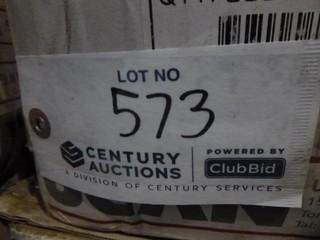 LOT NO
573
CENTURY AUCTIONS
POWERED BY
ClubBid
A DIVISION OF CENTURY SERVICES